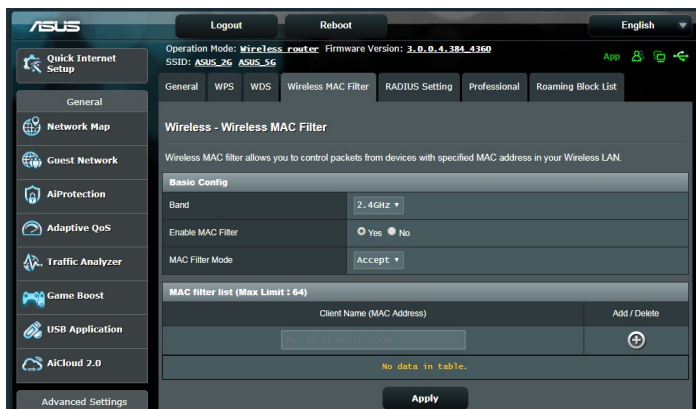 ASUS
Logout
Reboot
English
Operation Mode: Wireless router Firmware Version: 3.0.0.4.384_4360
SSID: ASUS_2G ASUS_5G
App
Quick Internet Setup
General
Network Map
Guest Network
AiProtection
Adaptive QoS
Traffic Analyzer
Game Boost
USB Application
AiCloud 2.0
Advanced Settings
General
WPS
WDS
Wireless MAC Filter
RADIUS Setting
Professional
Roaming Block List
Wireless - Wireless MAC Filter
Wireless MAC filter allows you to control packets from devices with specified MAC address in your Wireless LAN.
Basic Config
Band
2.4GHz
Enable MAC Filter
Yes
No
MAC Filter Mode
Accept
MAC filter list (Max Limit : 64)
Client Name (MAC Address)
Add / Delete
No data in table.
Apply